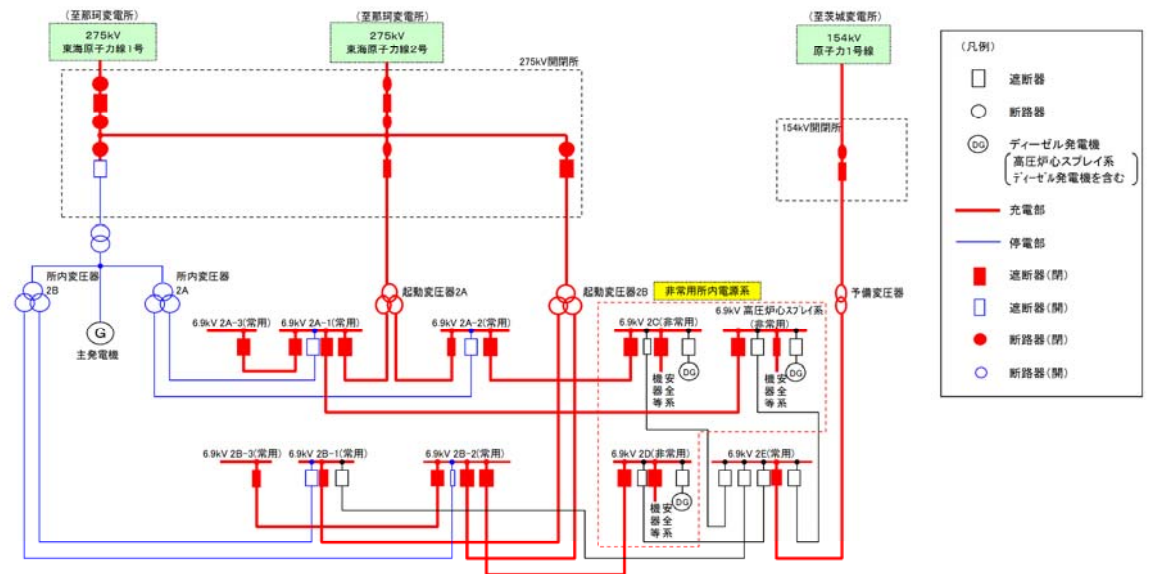 (至那珂変電所)
275kV
東海原子力線1号
(至那珂変電所)
275kV
東海原子力線2号
(至茨城変電所)
154kV
原子力1号線
275kV開閉所
154kV開閉所
所内変圧器
2B
所内変圧器
2A
G
主発電機
起動変圧器2A
起動変圧器2B
非常用所内電源系
予備変圧器
6.9kV 2A-3(常用)
6.9kV 2A-1(常用)
6.9kV 2A-2(常用)
6.9kV 2C(非常用)
6.9kV 高圧炉心スプレイ系
(非常用)
DG
安全系
機器等
DG
安全系
機器等
6.9kV 2B-3(常用)
6.9kV 2B-1(常用)
6.9kV 2B-2(常用)
6.9kV 2D(非常用)
6.9kV 2E(常用)
DG
安全系
機器等
(凡例)
遮断器
断路器
DG
ディーゼル発電機
高圧炉心スプレイ系
ディーゼル発電機を含む
充電部
停電部
遮断器(閉)
遮断器(開)
断路器(閉)
断路器(開)